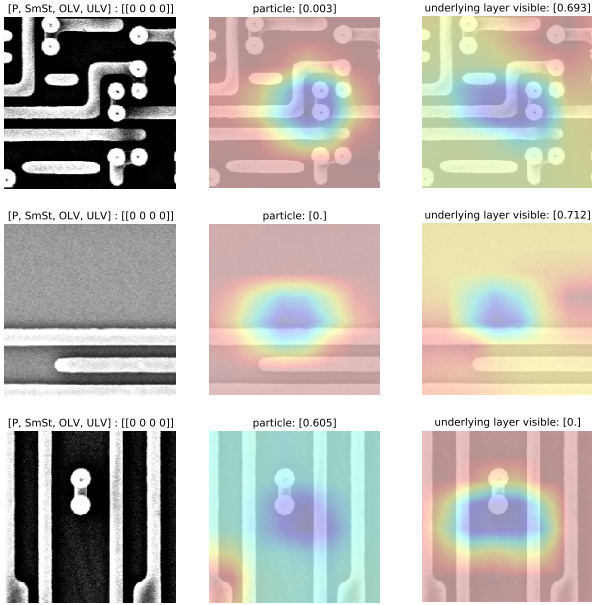 [P, SmSt, OLV, ULV] : [[0 0 0 0]]
particle: [0.003]
underlying layer visible: [0.693]
[P, SmSt, OLV, ULV] : [[0 0 0 0]]
particle: [0.]
underlying layer visible: [0.712]
[P, SmSt, OLV, ULV] : [[0 0 0 0]]
particle: [0.605]
underlying layer visible: [0.]